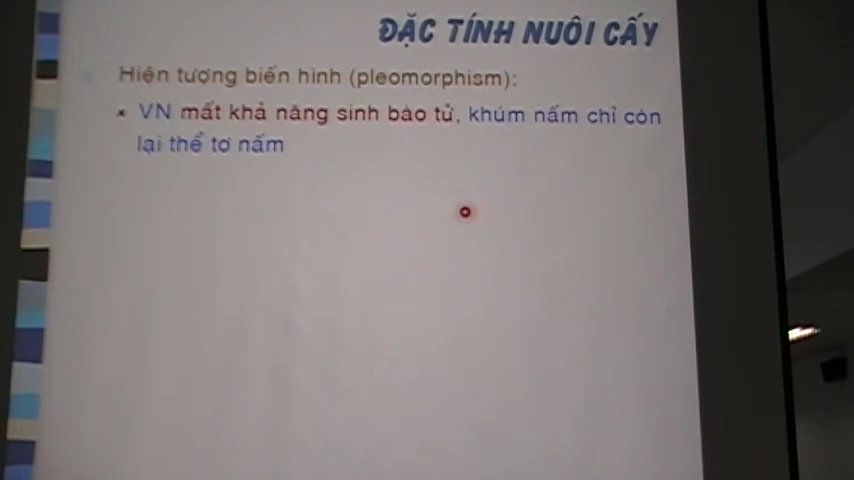 ĐẶC TÍNH NUÔI CẤY
Hiện tượng biến hình (pleomorphism):
VN mất khả năng sinh bào tử, khúm nấm chỉ còn
lại thể tơ nấm